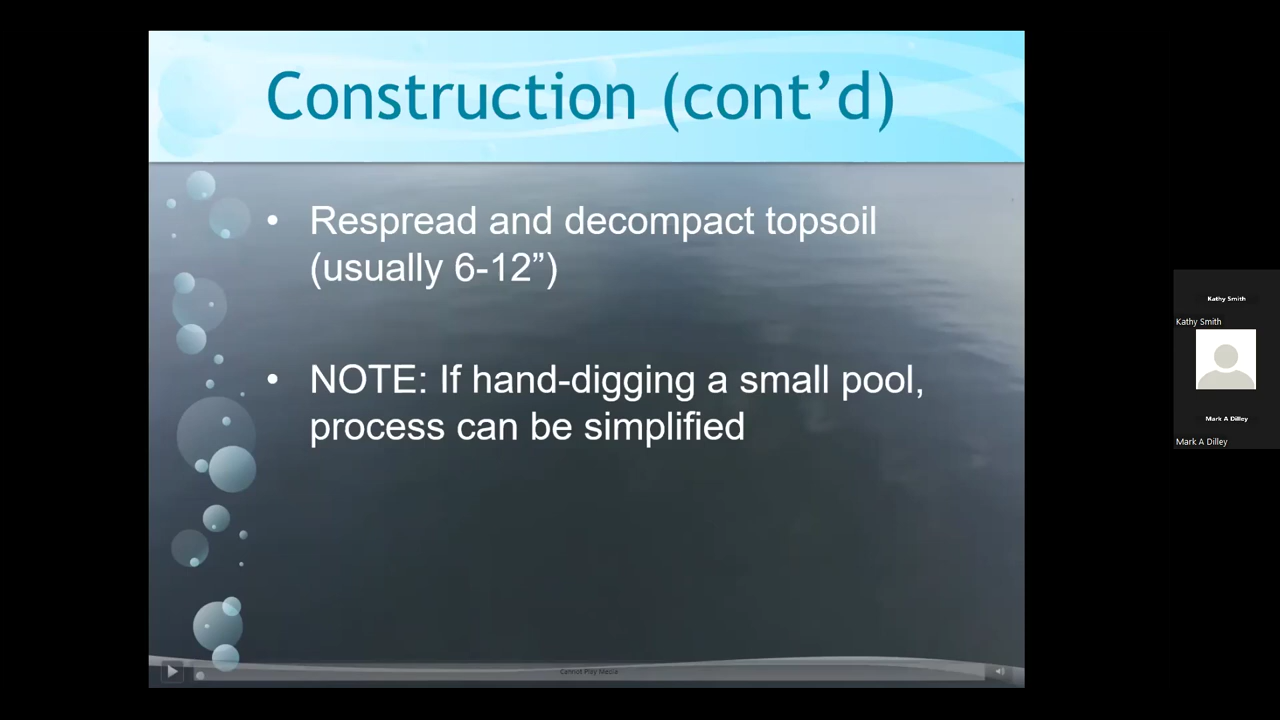 Construction (cont’d)
• Respread and decompact topsoil
(usually 6-12”)
• NOTE: If hand-digging a small pool,
process can be simplified
Cannot Play Media
Kathy Smith
Kathy Smith
Mark A Dilley
Mark A Dilley